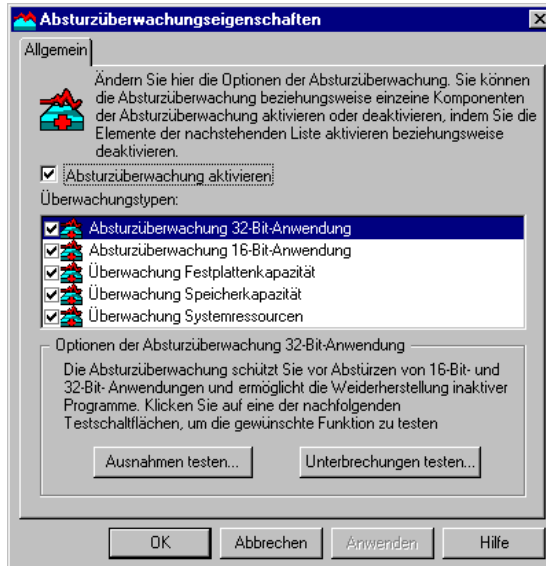 Absturzüberwachungseigenschaften
Allgemein
Ändern Sie hier die Optionen der Absturzüberwachung. Sie können
die Absturzüberwachung beziehungsweise einzeine Komponenten
der Absturzüberwachung aktivieren oder deaktivieren, indem Sie die
Elemente der nachstehenden Liste aktivieren beziehungsweise
deaktivieren.
Absturzüberwachung aktivieren
Überwachungstypen:
Absturzüberwachung 32-Bit-Anwendung
Absturzüberwachung 16-Bit-Anwendung
Überwachung Festplattenkapazität
Überwachung Speicherkapazität
Überwachung Systemressourcen
Optionen der Absturzüberwachung 32-Bit-Anwendung
Die Absturzüberwachung schützt Sie vor Abstürzen von 16-Bit- und
32-Bit- Anwendungen und ermöglicht die Weiderherstellung inaktiver
Programme. Klicken Sie auf eine der nachfolgenden
Testschaltflächen, um die gewünschte Funktion zu testen
Ausnahmen testen...
Unterbrechungen testen...
OK
Abbrechen
Anwenden
Hilfe